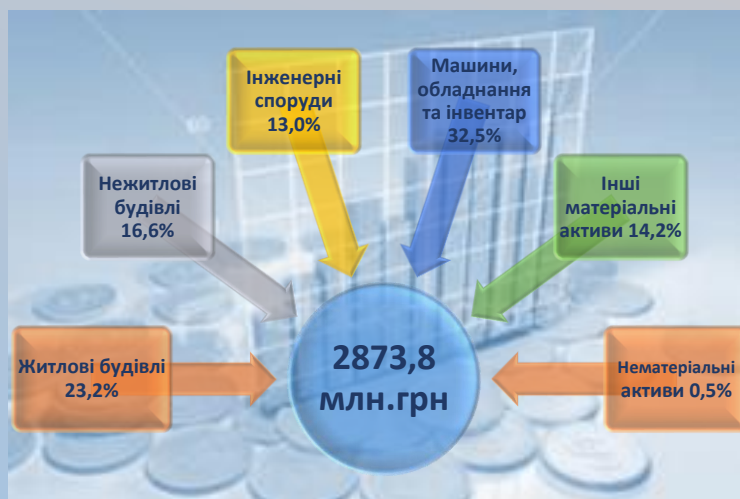 Інженерні
споруди
13,0%
Машини,
обладнання
та інвентар
32,5%
Нежитлові
будівлі
16,6%
Інші
матеріальні
активи 14,2%
Житлові будівлі
23,2%
2873,8
млн.грн
Нематеріальні
активи 0,5%